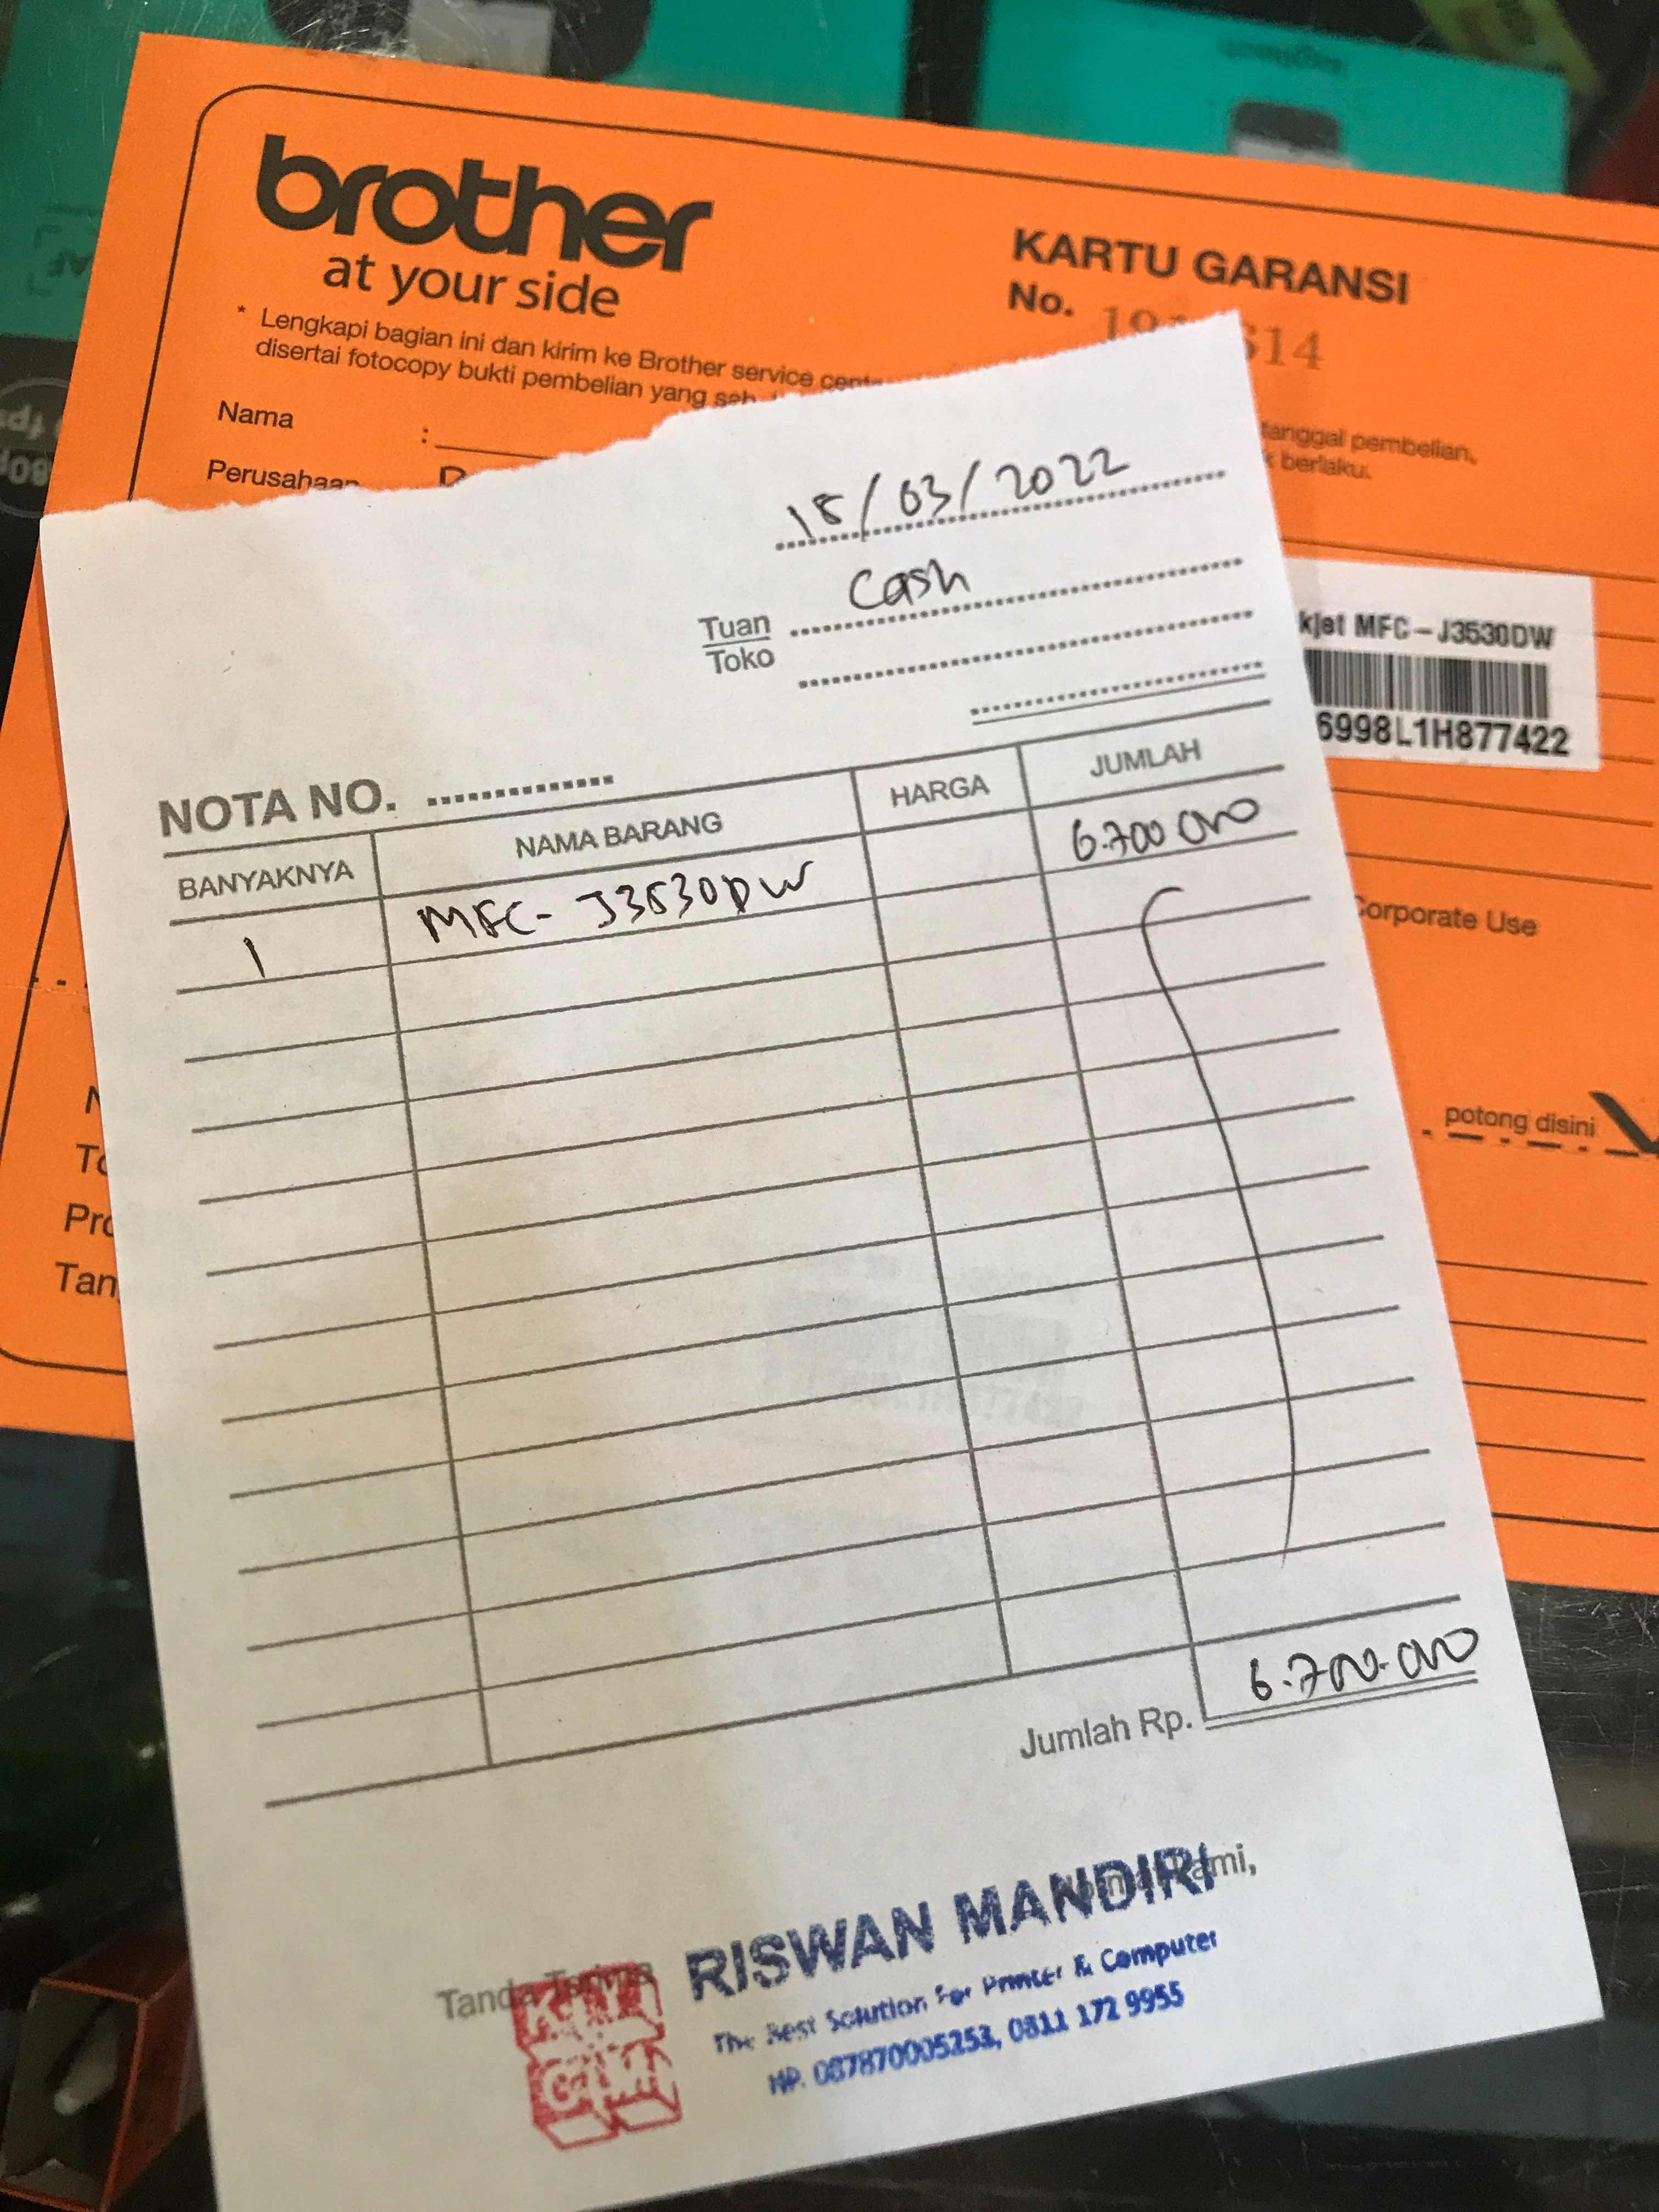 brother
at your side
KARTU GARANSI
No.
* Lengkapi bagian ini dan kirim ke Brother service
disertai fotocopy bukti pembelian yang
Nama :
Perusahaan
tanggal pembelian,
berlaku.
15/03/2022
Tuan Cash
Toko
MFC-J3530DW
6998L1H877422
NOTA NO.
BANYAKNYA NAMA BARANG HARGA JUMLAH
1 MFC-J3530DW 6.700.000
Corporate Use
potong disini
Jumlah Rp. 6.700.000
Tanda
RISWAN MANDIRI
The Best Solution For Printer & Computer
HP. 087870005253, 0811 172 9955